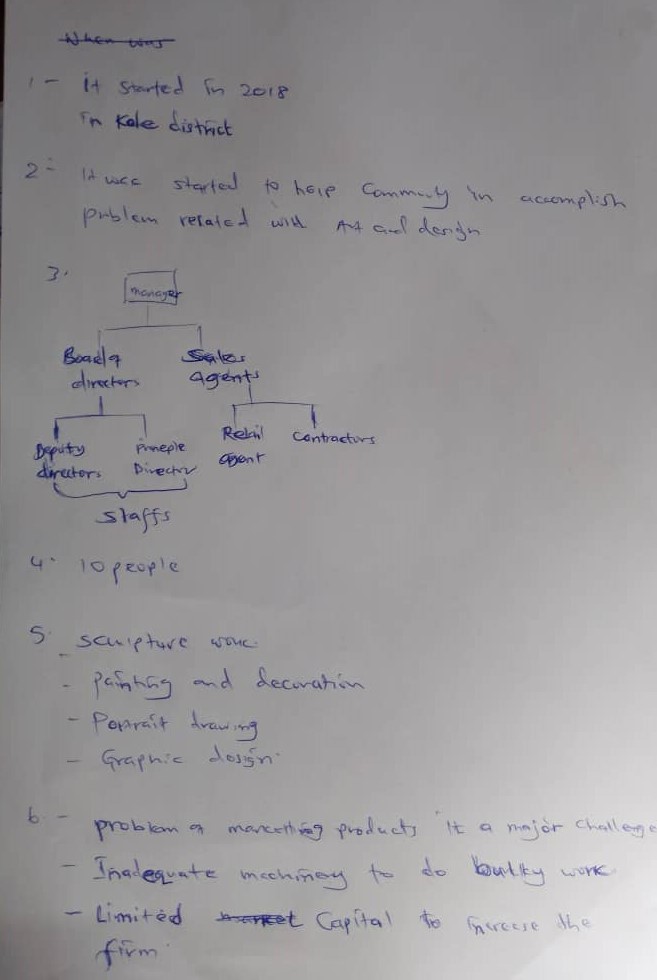 When was
1 - it started in 2018
in Kole district
2 - It was started to help Commuty in accomplish
problem related with Art and design
3.
manager
Board of directors
Sales Agents
Deputy directors
Principle Director
Retail agent
Contractors
Staffs
4. 10 people
5. Sculpture work
- Painting and decoration
- Portrait drawing
- Graphic design
6 - problem of marketting products it a major challenge
- Inadequate machinery to do bulky work
- Limited market Capital to increase the
firm